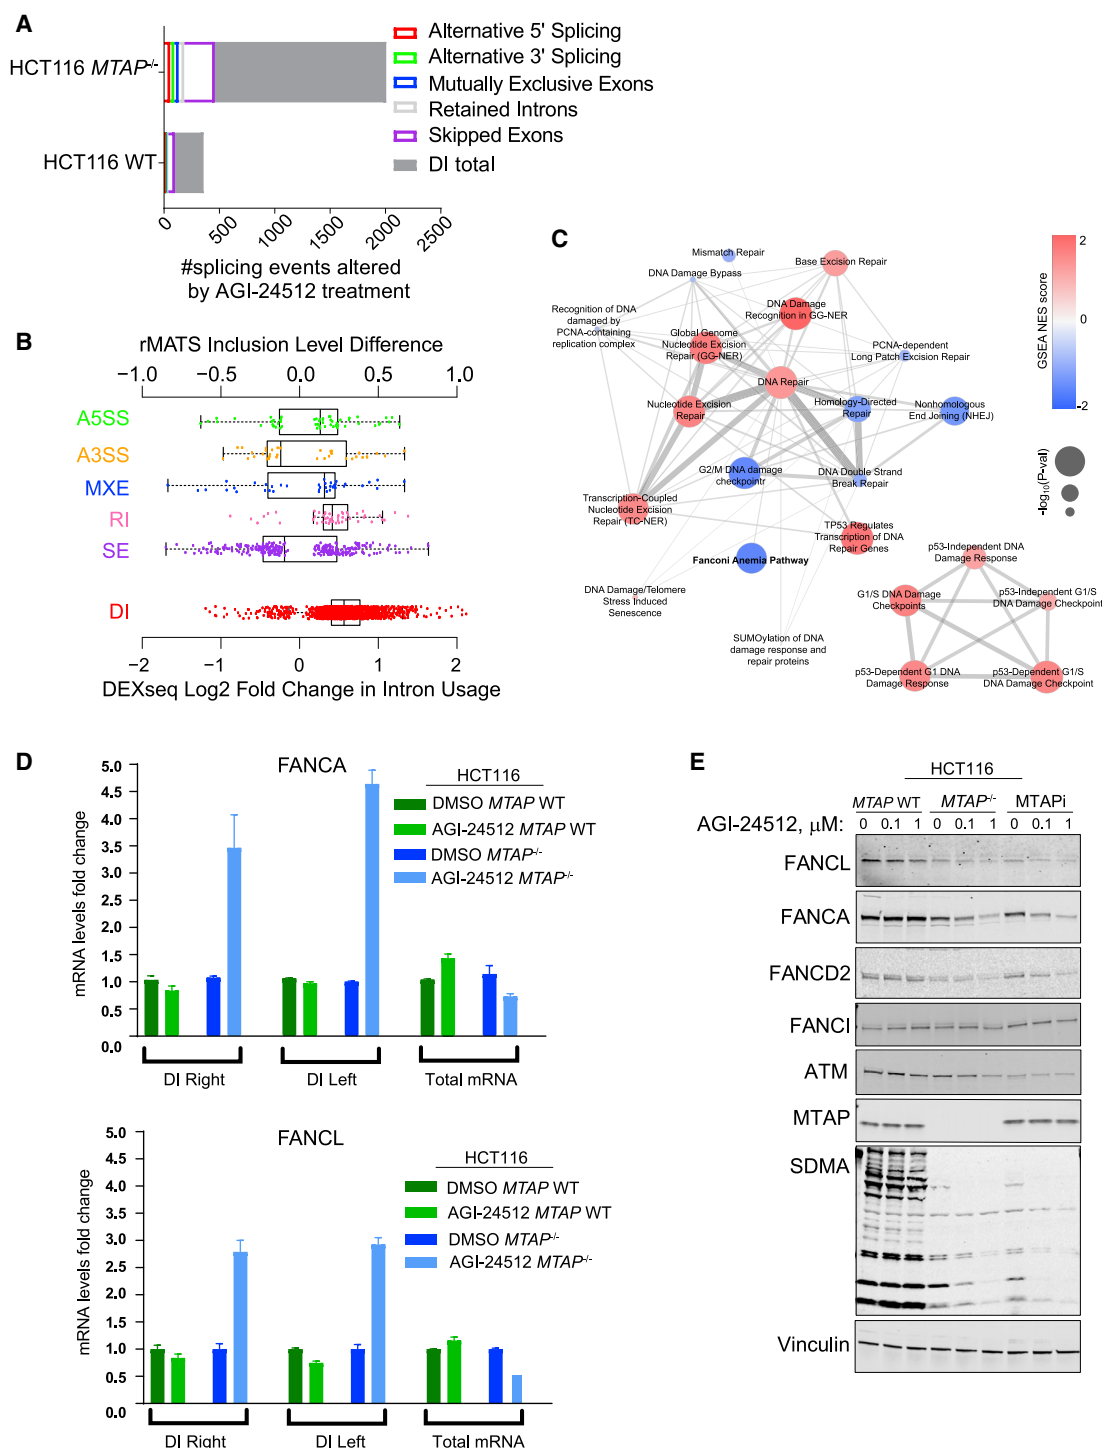 A
HCT116 MTAP-/-
HCT116 WT
0
500
1000
1500
2000
2500
#splicing events altered
by AGI-24512 treatment
Alternative 5' Splicing
Alternative 3' Splicing
Mutually Exclusive Exons
Retained Introns
Skipped Exons
DI total
B
rMATS Inclusion Level Difference
−1.0 −0.5 0.0 0.5 1.0
A5SS
A3SS
MXE
RI
SE
DI
−2 −1 0 1 2
DEXseq Log2 Fold Change in Intron Usage
C
Mismatch Repair
Base Excision Repair
DNA Damage Bypass
Recognition of DNA
damaged by
PCNA-containing
replication complex
DNA Damage
Recognition in GG-NER
Global Genome
Nucleotide Excision
Repair (GG-NER)
PCNA-dependent
Long Patch Excision Repair
DNA Repair
Nucleotide Excision
Repair
Homology-Directed
Repair
Nonhomologous
End Joining (NHEJ)
G2/M DNA damage
checkpointr
DNA Double Strand
Break Repair
Transcription-Coupled
Nucleotide Excision
Repair (TC-NER)
TP53 Regulates
Transcription of DNA
Repair Genes
Fanconi Anemia Pathway
DNA Damage/Telomere
Stress Induced
Senescence
SUMOylation of DNA
damage response and
repair proteins
p53-Independent DNA
Damage Response
G1/S DNA Damage
Checkpoints
p53-Independent G1/S
DNA Damage Checkpoint
p53-Dependent G1 DNA
Damage Response
p53-Dependent G1/S
DNA Damage Checkpoint
2
0
-2
GSEA NES score
-log10(P-val)
D
FANCA
mRNA levels fold change
5.0
4.5
4.0
3.5
3.0
2.5
2.0
1.5
1.0
0.5
0.0
HCT116
DMSO MTAP WT
AGI-24512 MTAP WT
DMSO MTAP-/-
AGI-24512 MTAP-/-
DI Right DI Left Total mRNA
FANCL
mRNA levels fold change
5.0
4.5
4.0
3.5
3.0
2.5
2.0
1.5
1.0
0.5
0.0
HCT116
DMSO MTAP WT
AGI-24512 MTAP WT
DMSO MTAP-/-
AGI-24512 MTAP-/-
DI Right DI Left Total mRNA
E
HCT116
MTAP WT MTAP-/- MTAPi
AGI-24512, μM: 0 0.1 1 0 0.1 1 0 0.1 1
FANCL
FANCA
FANCD2
FANCI
ATM
MTAP
SDMA
Vinculin